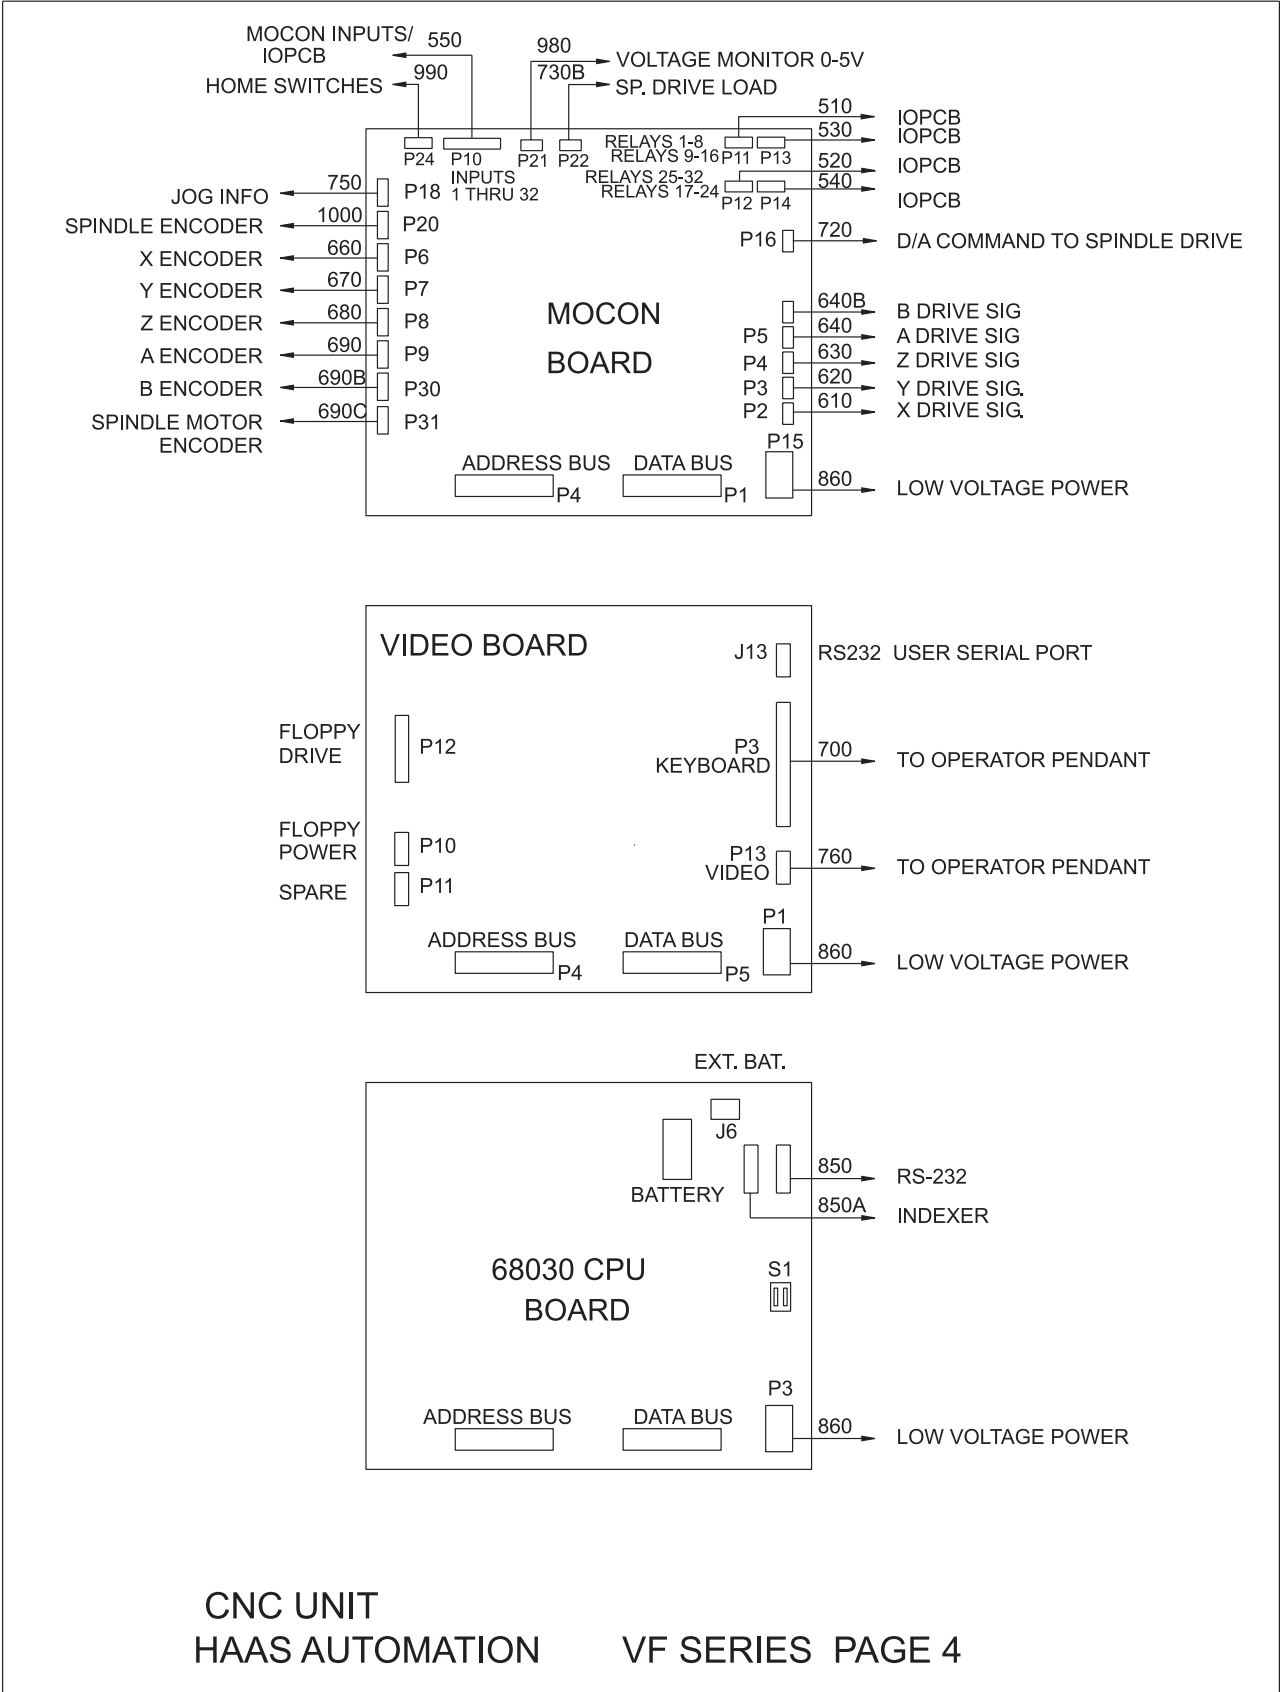 MOCON INPUTS/
IOPCB
550
HOME SWITCHES
990
980
VOLTAGE MONITOR 0-5V
730B
SP. DRIVE LOAD
510
IOPCB
530
IOPCB
520
IOPCB
540
IOPCB
P24
P10
INPUTS
1 THRU 32
P21
P22
RELAYS 1-8
RELAYS 9-16
P11
P13
RELAYS 25-32
RELAYS 17-24
P12
P14
JOG INFO
750
P18
SPINDLE ENCODER
1000
P20
X ENCODER
660
P6
Y ENCODER
670
P7
Z ENCODER
680
P8
A ENCODER
690
P9
B ENCODER
690B
P30
SPINDLE MOTOR
ENCODER
690C
P31
MOCON
BOARD
P16
720
D/A COMMAND TO SPINDLE DRIVE
640B
B DRIVE SIG
P5
640
A DRIVE SIG
P4
630
Z DRIVE SIG
P3
620
Y DRIVE SIG.
P2
610
X DRIVE SIG.
P15
860
LOW VOLTAGE POWER
ADDRESS BUS
P4
DATA BUS
P1
VIDEO BOARD
J13
RS232 USER SERIAL PORT
FLOPPY
DRIVE
P12
P3
KEYBOARD
700
TO OPERATOR PENDANT
FLOPPY
POWER
P10
P13
VIDEO
760
TO OPERATOR PENDANT
SPARE
P11
ADDRESS BUS
P4
DATA BUS
P5
P1
860
LOW VOLTAGE POWER
EXT. BAT.
J6
BATTERY
850
RS-232
850A
INDEXER
68030 CPU
BOARD
S1
P3
ADDRESS BUS
DATA BUS
860
LOW VOLTAGE POWER
CNC UNIT
HAAS AUTOMATION VF SERIES PAGE 4